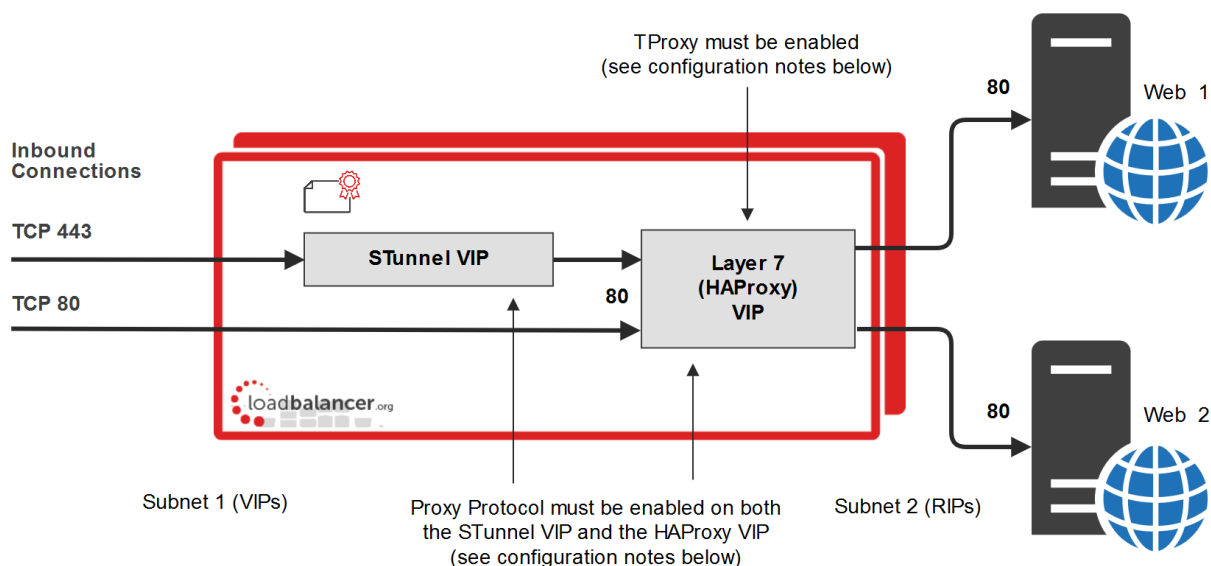 TProxy must be enabled
(see configuration notes below)
80
Web 1
Inbound
Connections
TCP 443
STunnel VIP
Layer 7
(HAProxy)
VIP
TCP 80
80
loadbalancer.org
80
Web 2
Subnet 1 (VIPs)
Proxy Protocol must be enabled on both
the STunnel VIP and the HAProxy VIP
(see configuration notes below)
Subnet 2 (RIPs)